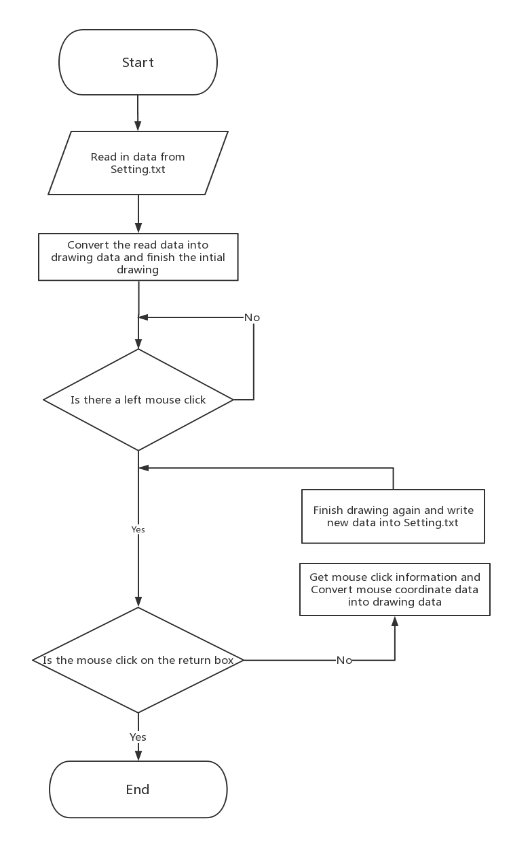 Start
Read in data from
Setting.txt
Convert the read data into
drawing data and finish the intial
drawing
No
Is there a left mouse click
Finish drawing again and write
new data into Setting.txt
Yes
Get mouse click information and
Convert mouse coordinate data
into drawing data
Is the mouse click on the return box
No
Yes
End